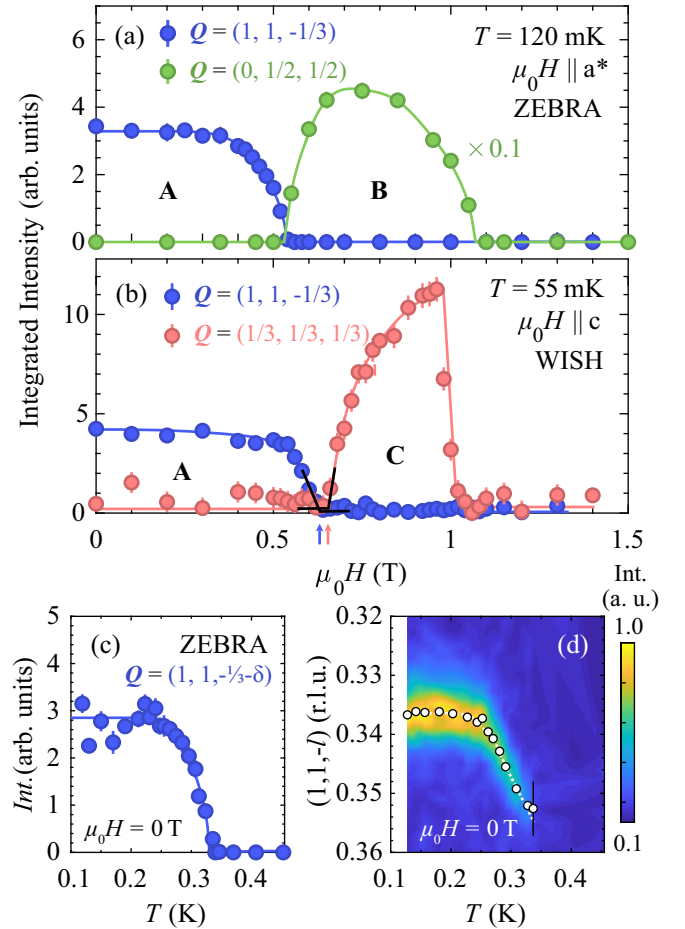 (a)
Q = (1, 1, -1/3)
Q = (0, 1/2, 1/2)
T = 120 mK
μ₀H || a*
ZEBRA
× 0.1
A
B
6
4
2
0
Integrated Intensity (arb. units)
(b)
Q = (1, 1, -1/3)
Q = (1/3, 1/3, 1/3)
T = 55 mK
μ₀H || c
WISH
A
C
10
5
0
0 0.5 1 1.5
μ₀H (T)
(c)
ZEBRA
Q = (1, 1,-⅓-δ)
μ₀H = 0 T
5
4
3
2
1
0
Int.(arb. units)
0.1 0.2 0.3 0.4
T (K)
(d)
μ₀H = 0 T
0.32
0.33
0.34
0.35
0.36
(1,1,-l) (r.l.u.)
0.1 0.2 0.3 0.4
T (K)
Int.
(a. u.)
1.0
0.1